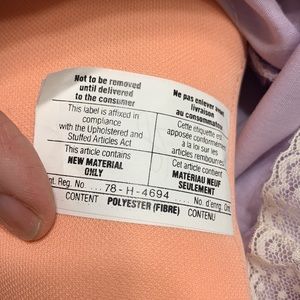 Not to be removed
until delivered
to the consumer
This label is affixed in
compliance
with the Upholstered and
Stuffed Articles Act
This article contains
NEW MATERIAL
ONLY
Ne pas enlever avant
livraison
au consommateur
Cette étiquette est
apposée conformément
à la loi sur les
articles rembourrés
Cet article contient
MATÉRIAU NEUF
SEULEMENT
Ont. Reg. No. ... 78-H-4694 ... No. d'enrg. Ont.
CONTENT POLYESTER (FIBRE) CONTENU